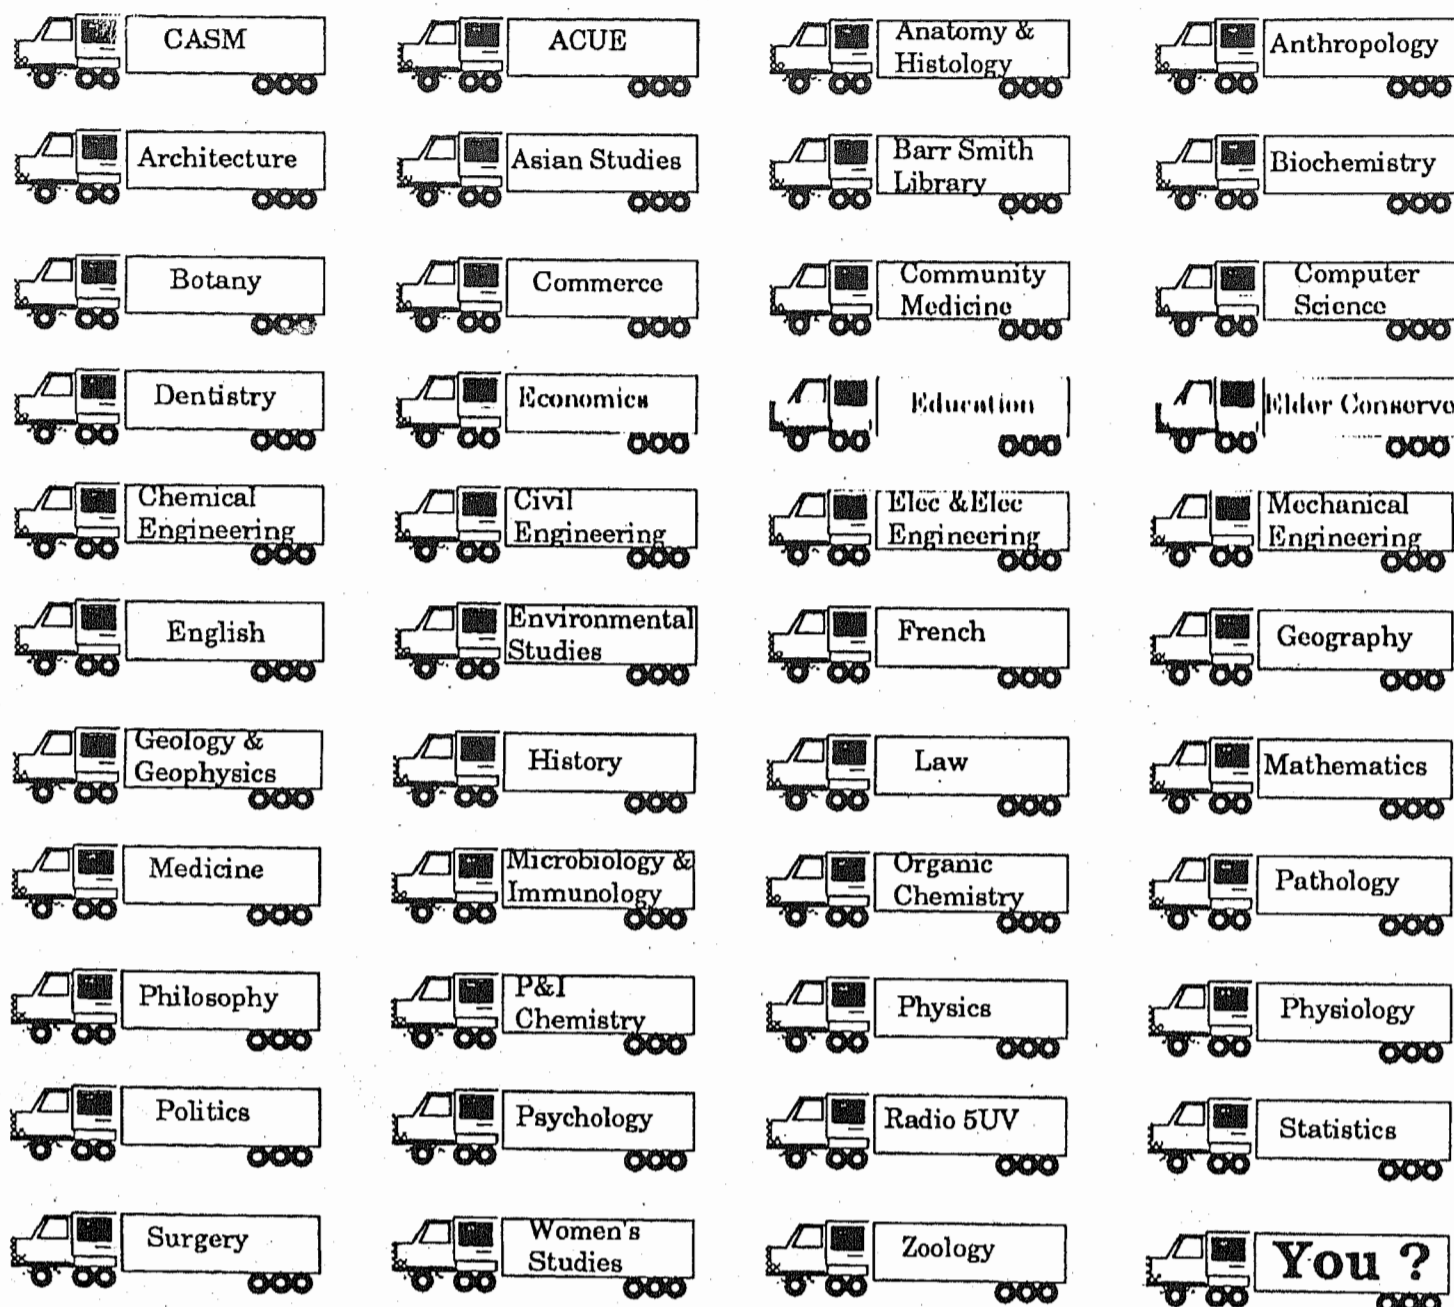 CASM
ACUE
Anatomy &
Histology
Anthropology
Architecture
Asian Studies
Barr Smith
Library
Biochemistry
Botany
Commerce
Community
Medicine
Computer
Science
Dentistry
Economics
Education
Elder Conserve
Chemical
Engineering
Civil
Engineering
Elec &Elec
Engineering
Mechanical
Engineering
English
Environmental
Studies
French
Geography
Geology &
Geophysics
History
Law
Mathematics
Medicine
Microbiology &
Immunology
Organic
Chemistry
Pathology
Philosophy
P&I
Chemistry
Physics
Physiology
Politics
Psychology
Radio 5UV
Statistics
Surgery
Women's
Studies
Zoology
You ?